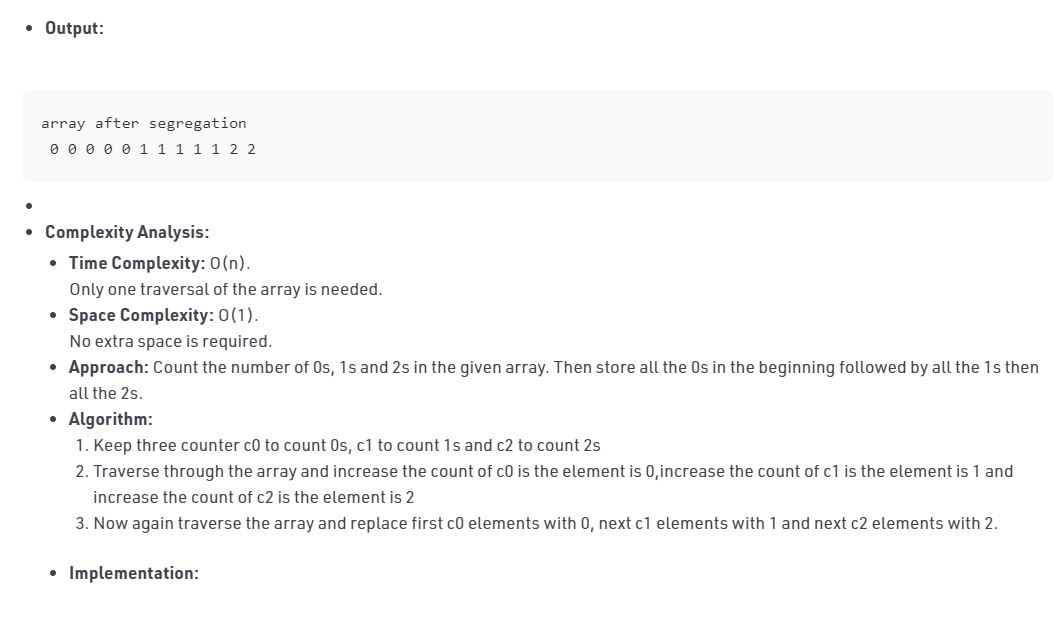 Output:
array after segregation
0 0 0 0 0 1 1 1 1 1 2 2
Complexity Analysis:
Time Complexity: O(n).
Only one traversal of the array is needed.
Space Complexity: O(1).
No extra space is required.
Approach: Count the number of 0s, 1s and 2s in the given array. Then store all the 0s in the beginning followed by all the 1s then
all the 2s.
Algorithm:
1. Keep three counter c0 to count 0s, c1 to count 1s and c2 to count 2s
2. Traverse through the array and increase the count of c0 is the element is 0,increase the count of c1 is the element is 1 and
increase the count of c2 is the element is 2
3. Now again traverse the array and replace first c0 elements with 0, next c1 elements with 1 and next c2 elements with 2.
Implementation: